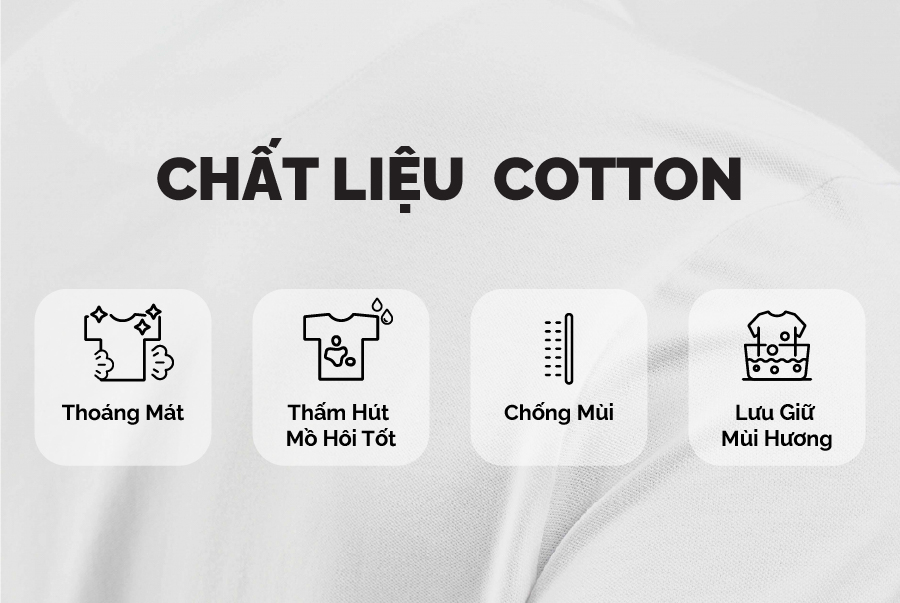 CHẤT LIỆU COTTON
Thoáng Mát
Thấm Hút
Mồ Hôi Tốt
Chống Mùi
Lưu Giữ
Mùi Hương